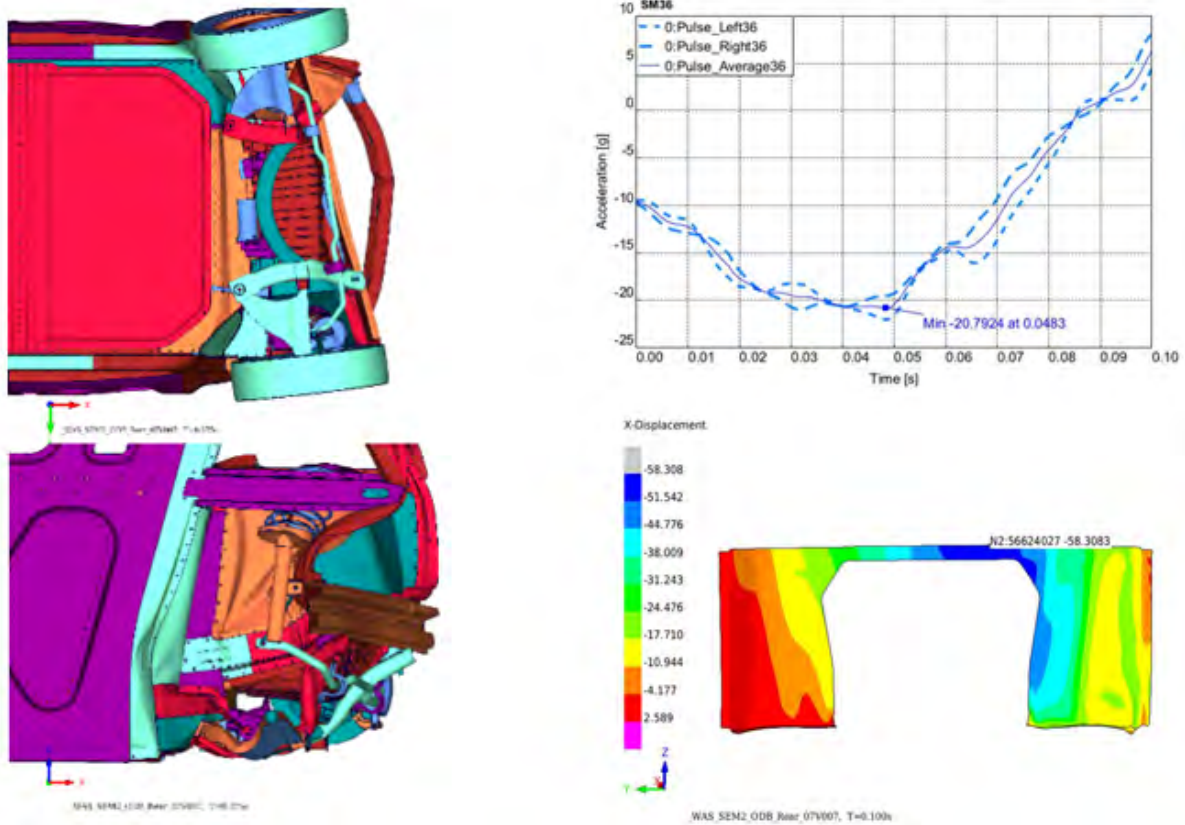 SM36
10
0:Pulse_Left36
0:Pulse_Right36
0:Pulse_Average36
5
0
-5
-10
-15
-20
-25
Acceleration [g]
Min -20.7924 at 0.0483
0.00 0.01 0.02 0.03 0.04 0.05 0.06 0.07 0.08 0.09 0.10
Time [s]
X
X-Displacement
-58.308
-51.542
-44.776
-38.009
-31.243
-24.476
-17.710
-10.944
-4.177
2.589
N2:56624027 -58.3083
Z
Y
X
WAS_SEM2_ODB_Rear_07V007, T=0.100s